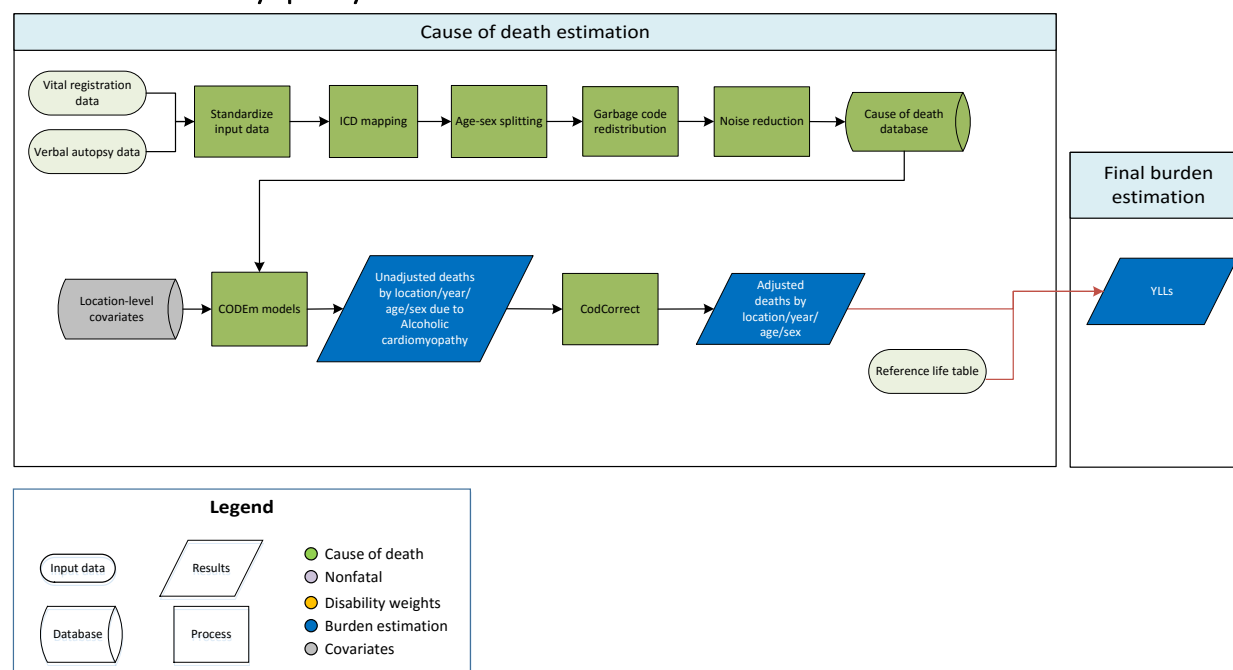 Cause of death estimation
Vital registration
data
Verbal autopsy data
Standardize
input data
ICD mapping
Age-sex splitting
Garbage code
redistribution
Noise reduction
Cause of death
database
Final burden
estimation
Location-level
covariates
CODEm models
Unadjusted deaths
by location/year/
age/sex due to
Alcoholic
cardiomyopathy
CodCorrect
Adjusted
deaths by
location/year/
age/sex
YLLs
Reference life table
Legend
Input data
Results
Database
Process
Cause of death
Nonfatal
Disability weights
Burden estimation
Covariates